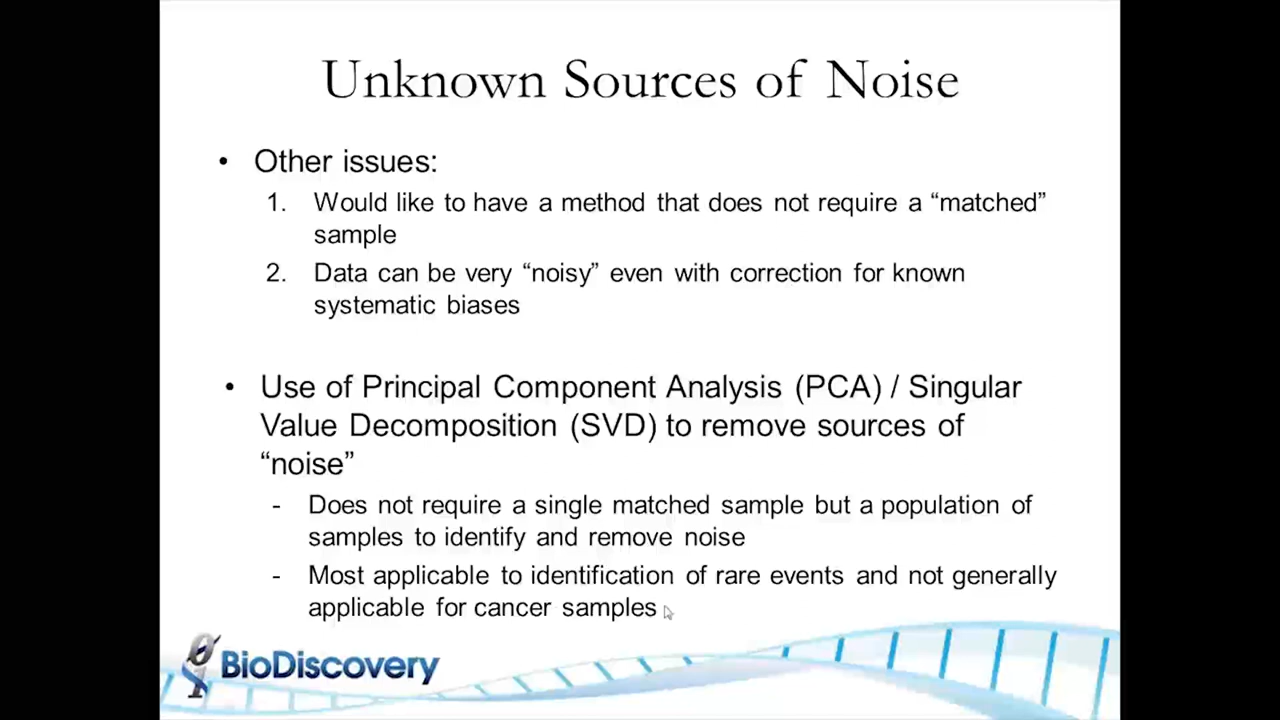 Unknown Sources of Noise
• Other issues:
1. Would like to have a method that does not require a “matched”
sample
2. Data can be very “noisy” even with correction for known
systematic biases
• Use of Principal Component Analysis (PCA) / Singular
Value Decomposition (SVD) to remove sources of
“noise”
- Does not require a single matched sample but a population of
samples to identify and remove noise
- Most applicable to identification of rare events and not generally
applicable for cancer samples
BioDiscovery